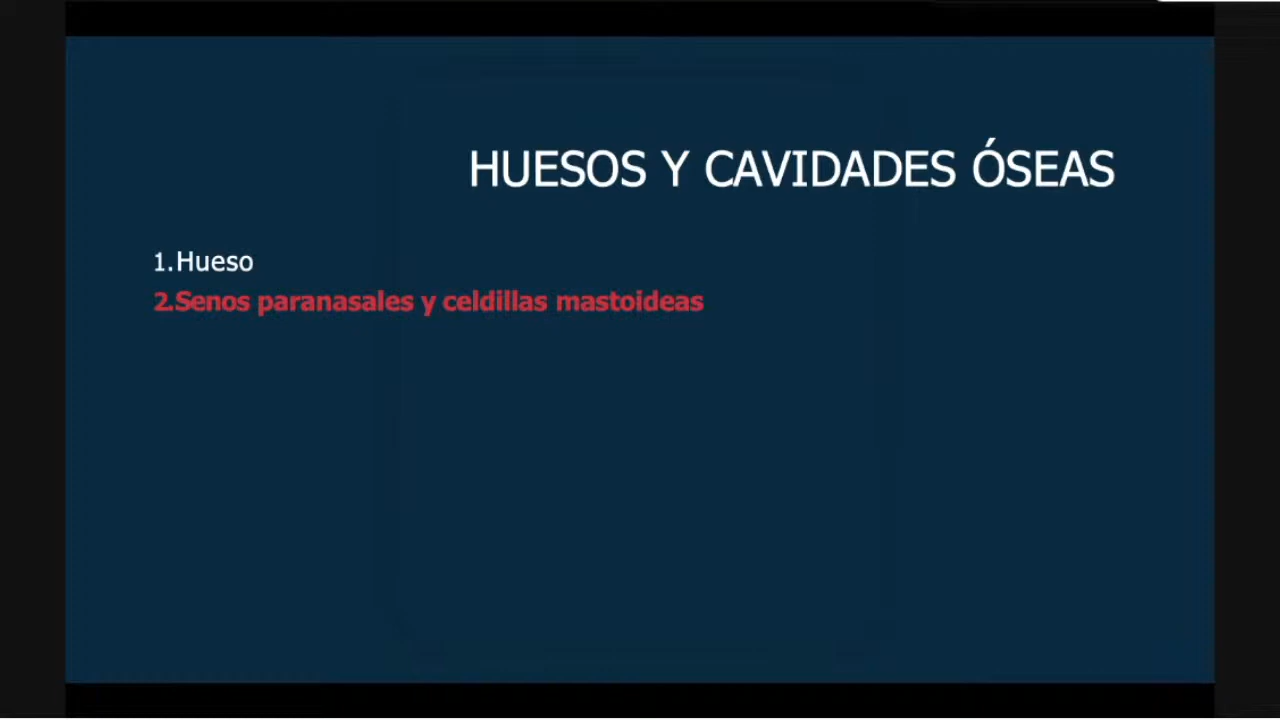 HUESOS Y CAVIDADES ÓSEAS
1.Hueso
2.Senos paranasales y celdillas mastoideas